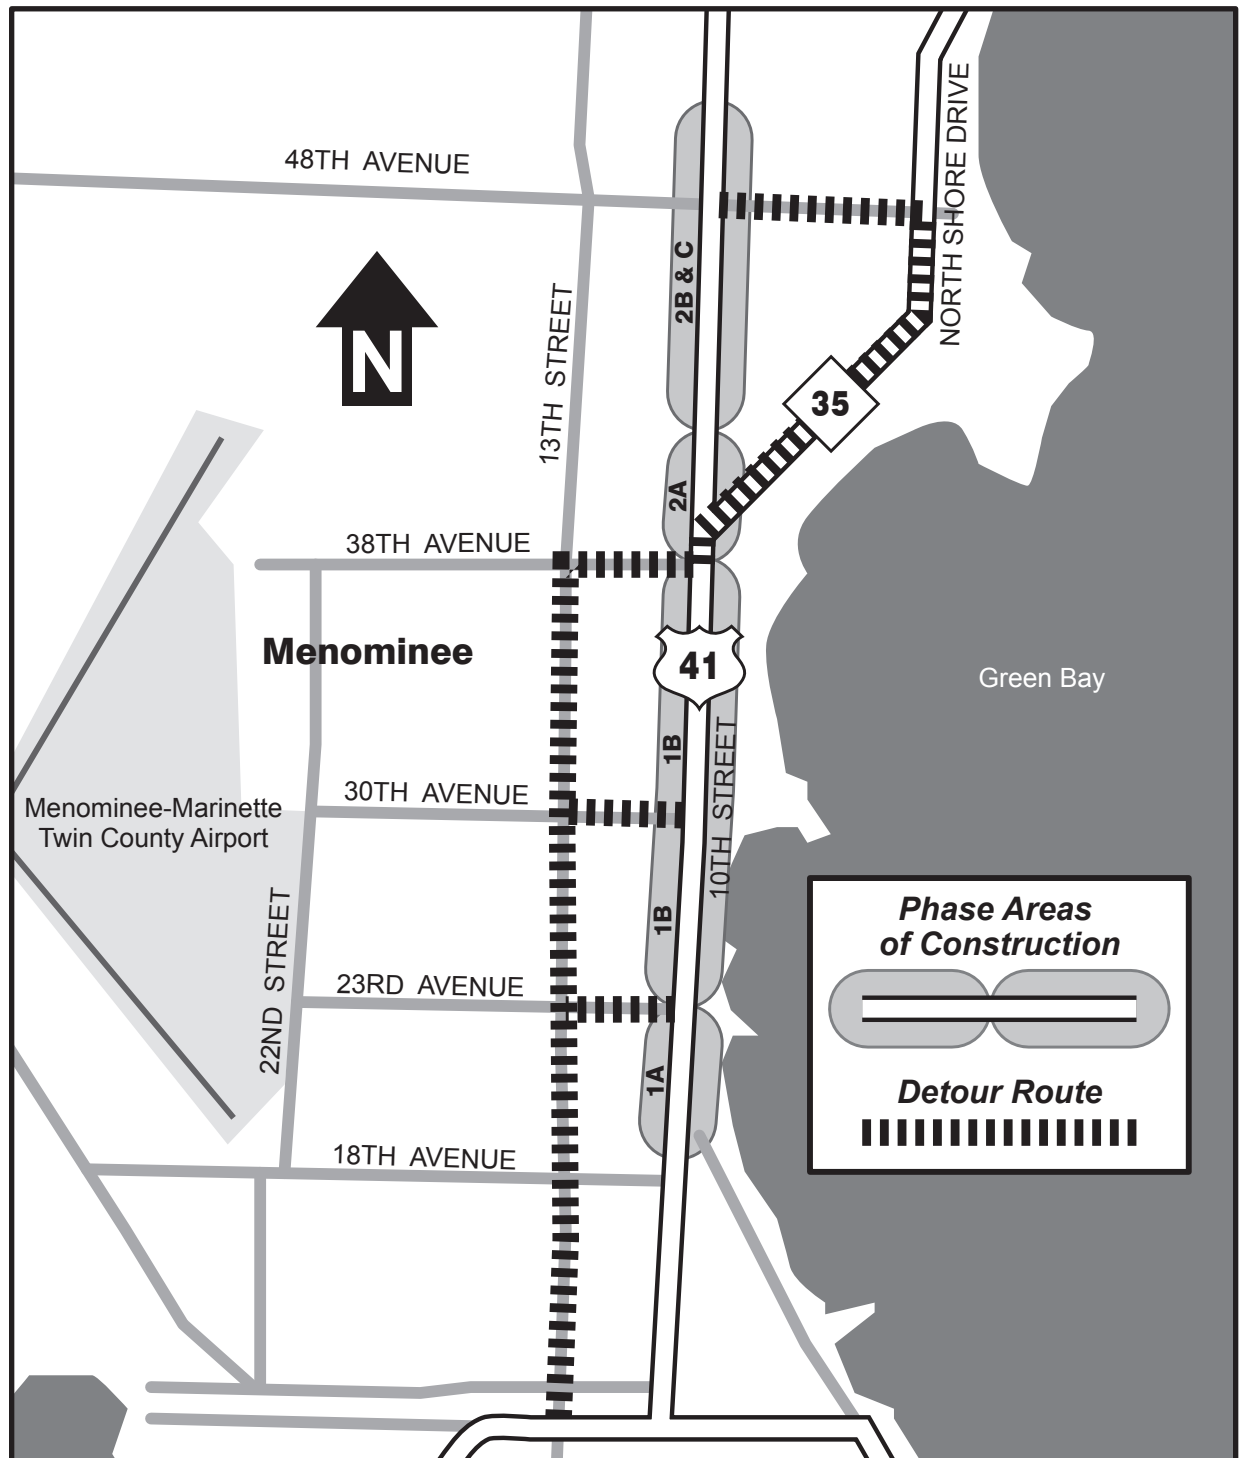 48TH AVENUE
NORTH SHORE DRIVE
2B & C
N
13TH STREET
35
2A
38TH AVENUE
Menominee
41
Green Bay
1B
10TH STREET
30TH AVENUE
Menominee-Marinette
Twin County Airport
1B
Phase Areas
of Construction
22ND STREET
23RD AVENUE
1A
Detour Route
18TH AVENUE